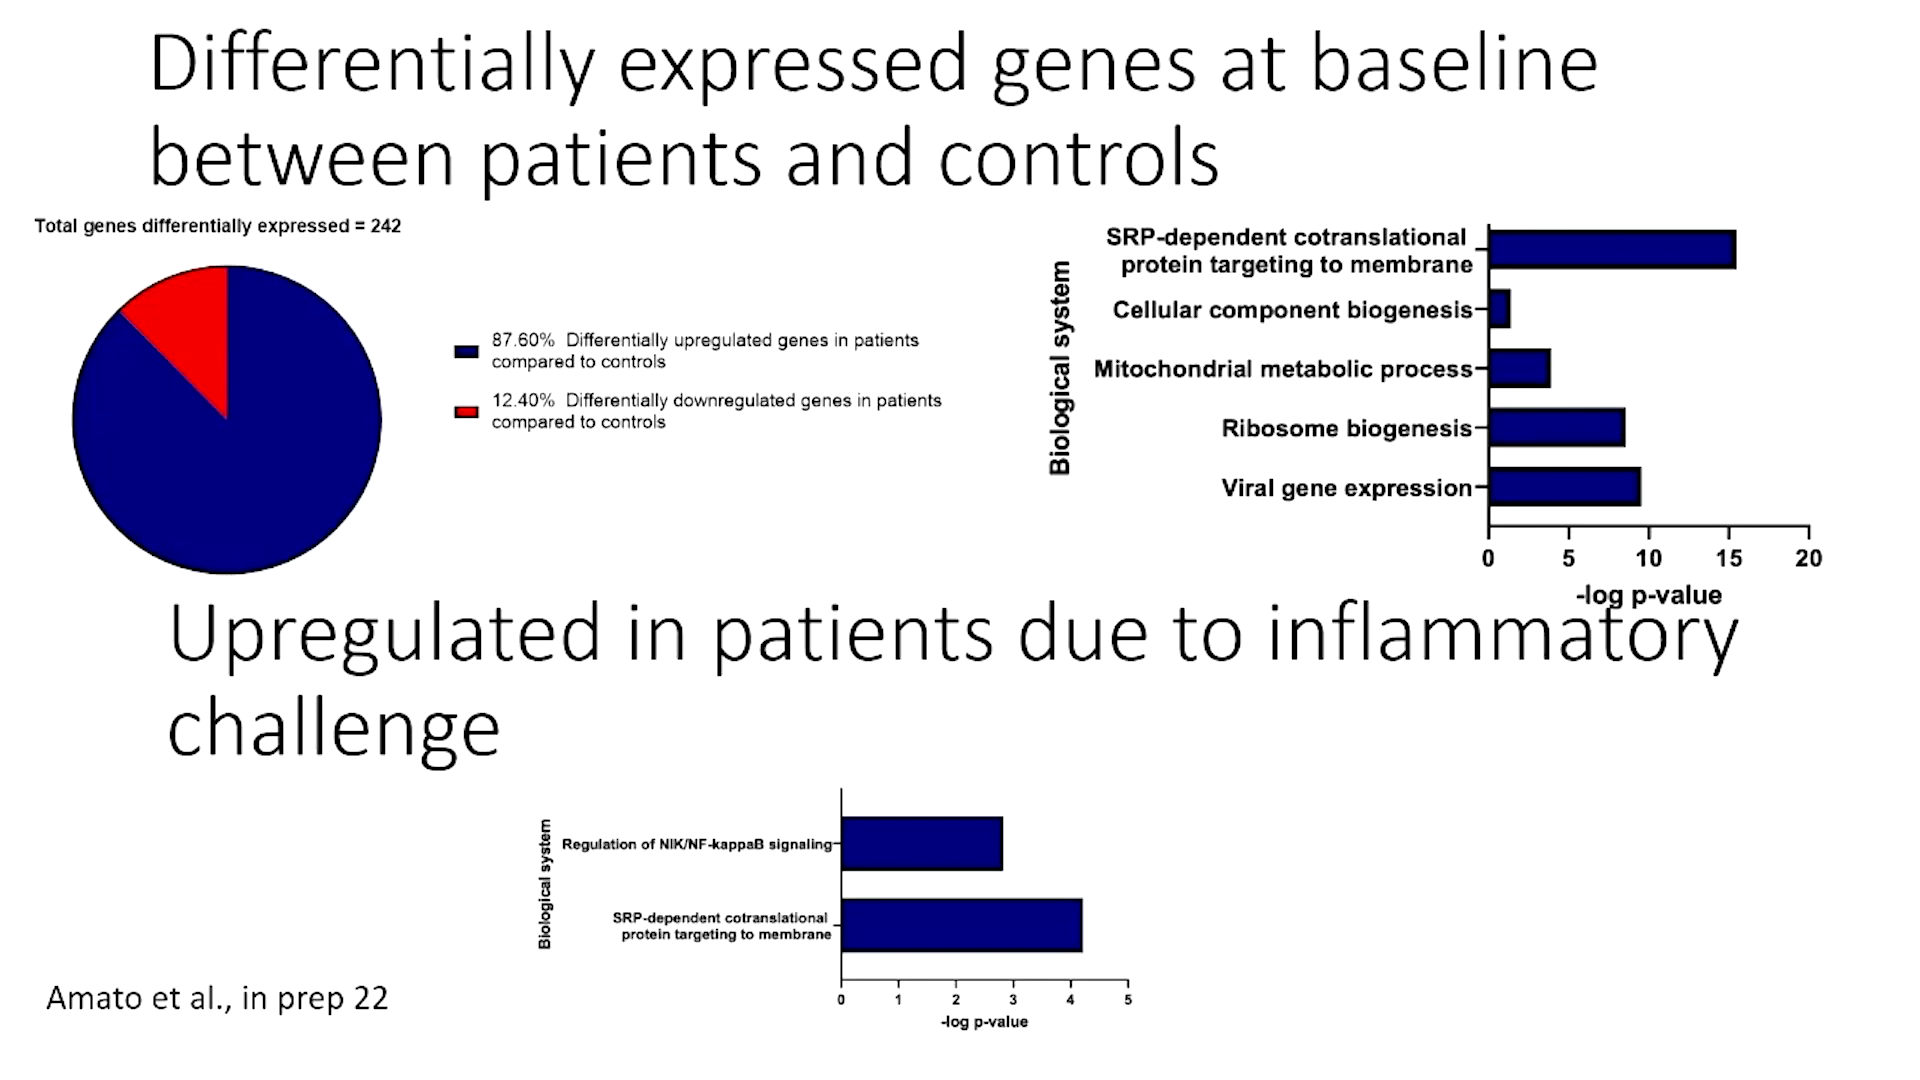 Differentially expressed genes at baseline
between patients and controls
Total genes differentially expressed = 242
87.60% Differentially upregulated genes in patients
compared to controls
12.40% Differentially downregulated genes in patients
compared to controls
Biological system
SRP-dependent cotranslational
protein targeting to membrane
Cellular component biogenesis
Mitochondrial metabolic process
Ribosome biogenesis
Viral gene expression
0 5 10 15 20
-log p-value
Upregulated in patients due to inflammatory
challenge
Biological system
Regulation of NIK/NF-kappaB signaling
SRP-dependent cotranslational
protein targeting to membrane
0 1 2 3 4 5
-log p-value
Amato et al., in prep 22